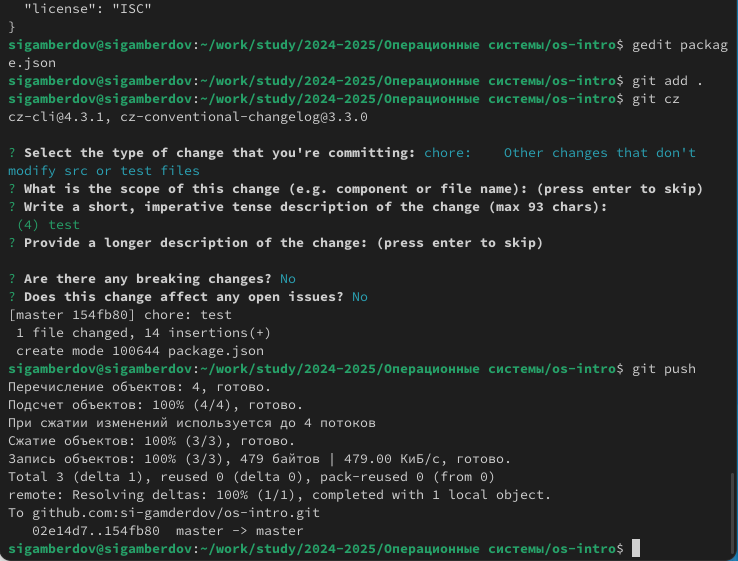 "license": "ISC"
}
sigamberdov@sigamberdov:~/work/study/2024-2025/Операционные системы/os-intro$ gedit packag
e.json
sigamberdov@sigamberdov:~/work/study/2024-2025/Операционные системы/os-intro$ git add .
sigamberdov@sigamberdov:~/work/study/2024-2025/Операционные системы/os-intro$ git cz
cz-cli@4.3.1, cz-conventional-changelog@3.3.0

? Select the type of change that you're committing: chore:    Other changes that don't
modify src or test files
? What is the scope of this change (e.g. component or file name): (press enter to skip)
? Write a short, imperative tense description of the change (max 93 chars):
 (4) test
? Provide a longer description of the change: (press enter to skip)

? Are there any breaking changes? No
? Does this change affect any open issues? No
[master 154fb80] chore: test
 1 file changed, 14 insertions(+)
 create mode 100644 package.json
sigamberdov@sigamberdov:~/work/study/2024-2025/Операционные системы/os-intro$ git push
Перечисление объектов: 4, готово.
Подсчет объектов: 100% (4/4), готово.
При сжатии изменений используется до 4 потоков
Сжатие объектов: 100% (3/3), готово.
Запись объектов: 100% (3/3), 479 байтов | 479.00 КиБ/с, готово.
Total 3 (delta 1), reused 0 (delta 0), pack-reused 0 (from 0)
remote: Resolving deltas: 100% (1/1), completed with 1 local object.
To github.com:si-gamderdov/os-intro.git
   02e14d7..154fb80  master -> master
sigamberdov@sigamberdov:~/work/study/2024-2025/Операционные системы/os-intro$